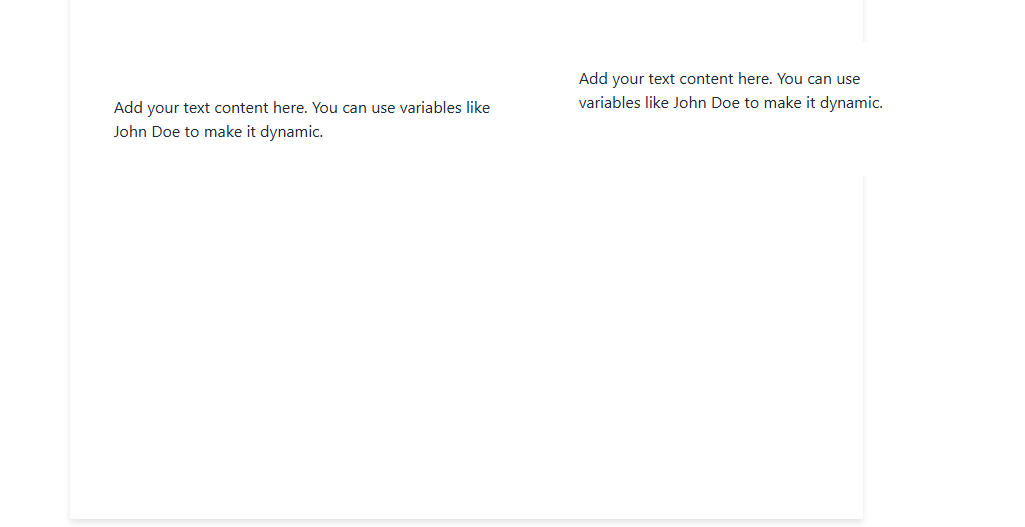 Add your text content here. You can use variables like
John Doe to make it dynamic.
Add your text content here. You can use
variables like John Doe to make it dynamic.